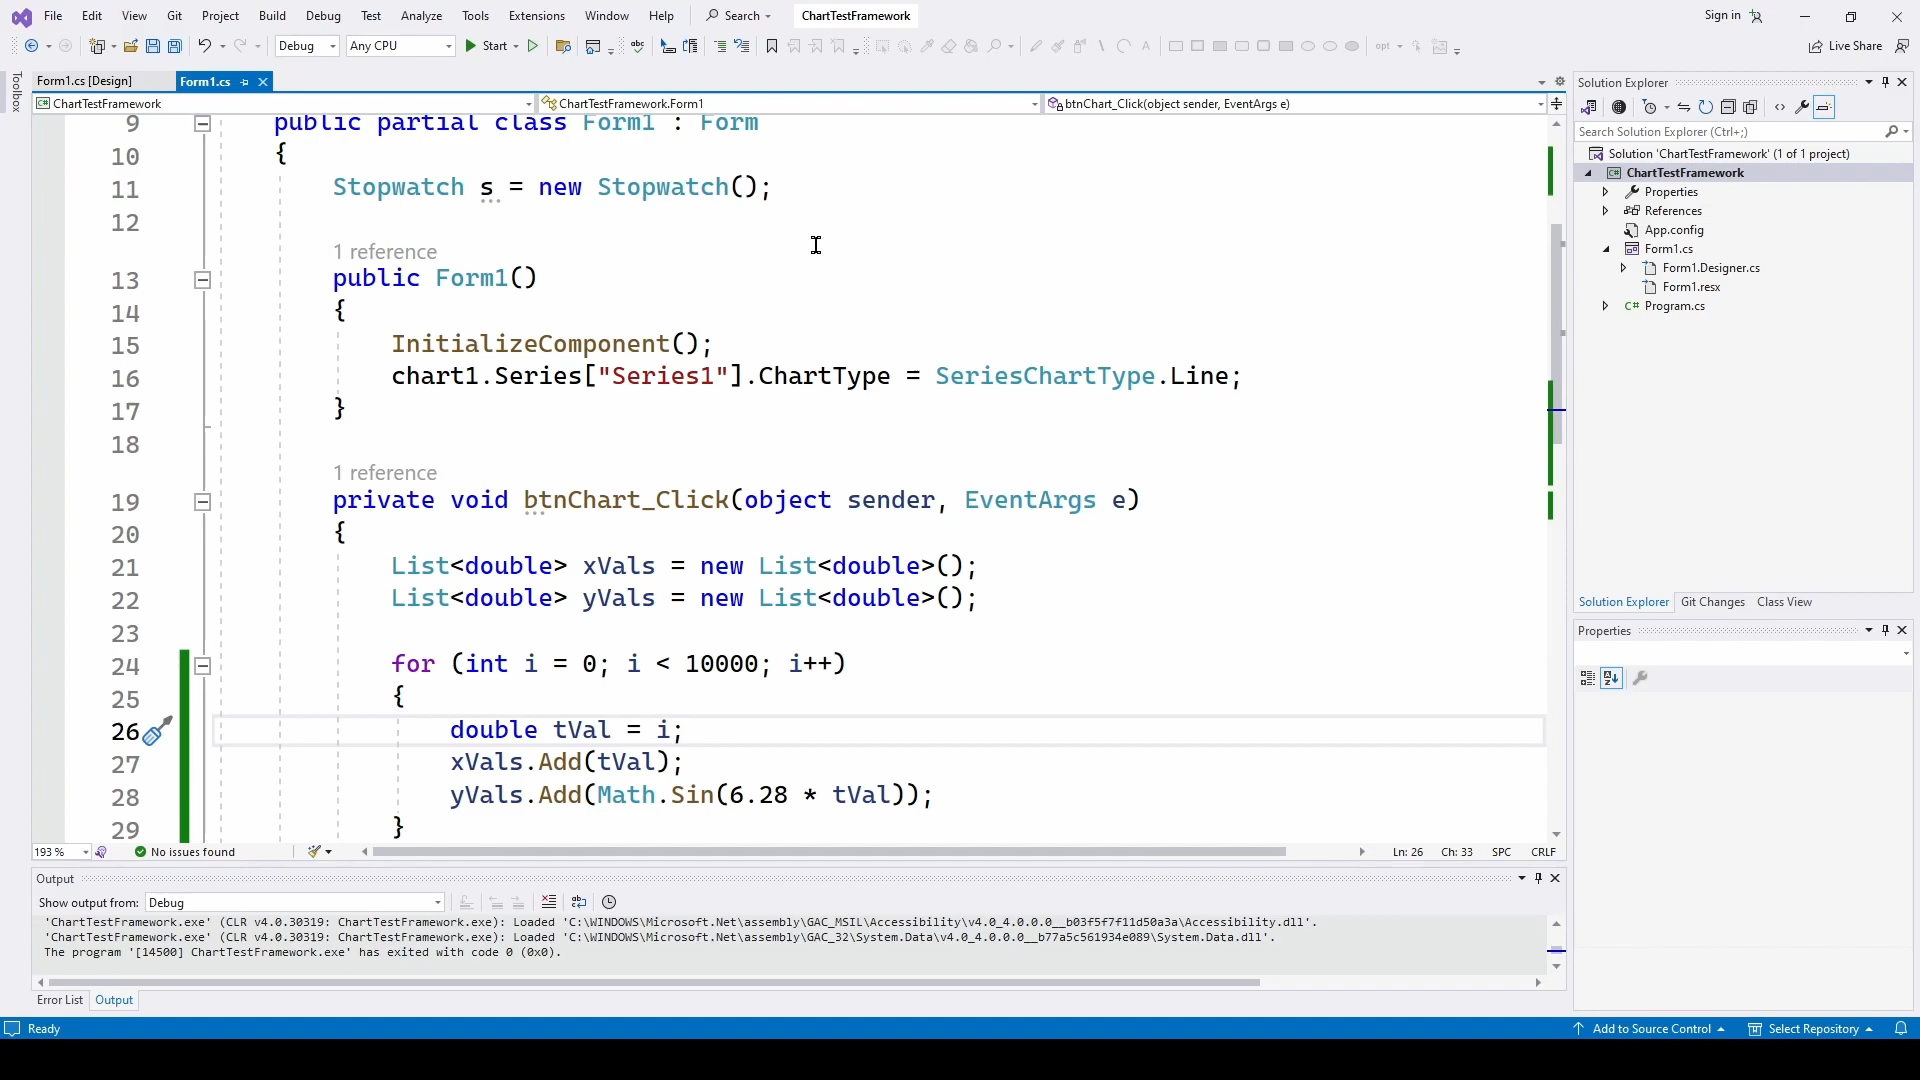 File Edit View Git Project Build Debug Test Analyze Tools Extensions Window Help Search ChartTestFramework Sign in
Debug Any CPU Start opt Live Share
Toolbox
Form1.cs [Design] Form1.cs
ChartTestFramework ChartTestFramework.Form1 btnChart_Click(object sender, EventArgs e)
9 public partial class Form1 : Form
10 {
11 Stopwatch s = new Stopwatch();
12
1 reference
13 public Form1()
14 {
15 InitializeComponent();
16 chart1.Series["Series1"].ChartType = SeriesChartType.Line;
17 }
18
1 reference
19 private void btnChart_Click(object sender, EventArgs e)
20 {
21 List<double> xVals = new List<double>();
22 List<double> yVals = new List<double>();
23
24 for (int i = 0; i < 10000; i++)
25 {
26 double tVal = i;
27 xVals.Add(tVal);
28 yVals.Add(Math.Sin(6.28 * tVal));
29 }
193 % No issues found Ln: 26 Ch: 33 SPC CRLF
Output
Show output from: Debug
'ChartTestFramework.exe' (CLR v4.0.30319: ChartTestFramework.exe): Loaded 'C:\WINDOWS\Microsoft.Net\assembly\GAC_MSIL\Accessibility\v4.0_4.0.0.0__b03f5f7f11d50a3a\Accessibility.dll'.
'ChartTestFramework.exe' (CLR v4.0.30319: ChartTestFramework.exe): Loaded 'C:\WINDOWS\Microsoft.Net\assembly\GAC_32\System.Data\v4.0_4.0.0.0__b77a5c561934e089\System.Data.dll'.
The program '[14500] ChartTestFramework.exe' has exited with code 0 (0x0).
Error List Output
Solution Explorer
Search Solution Explorer (Ctrl+;)
Solution 'ChartTestFramework' (1 of 1 project)
ChartTestFramework
Properties
References
App.config
Form1.cs
Form1.Designer.cs
Form1.resx
C# Program.cs
Solution Explorer Git Changes Class View
Properties
Ready Add to Source Control Select Repository